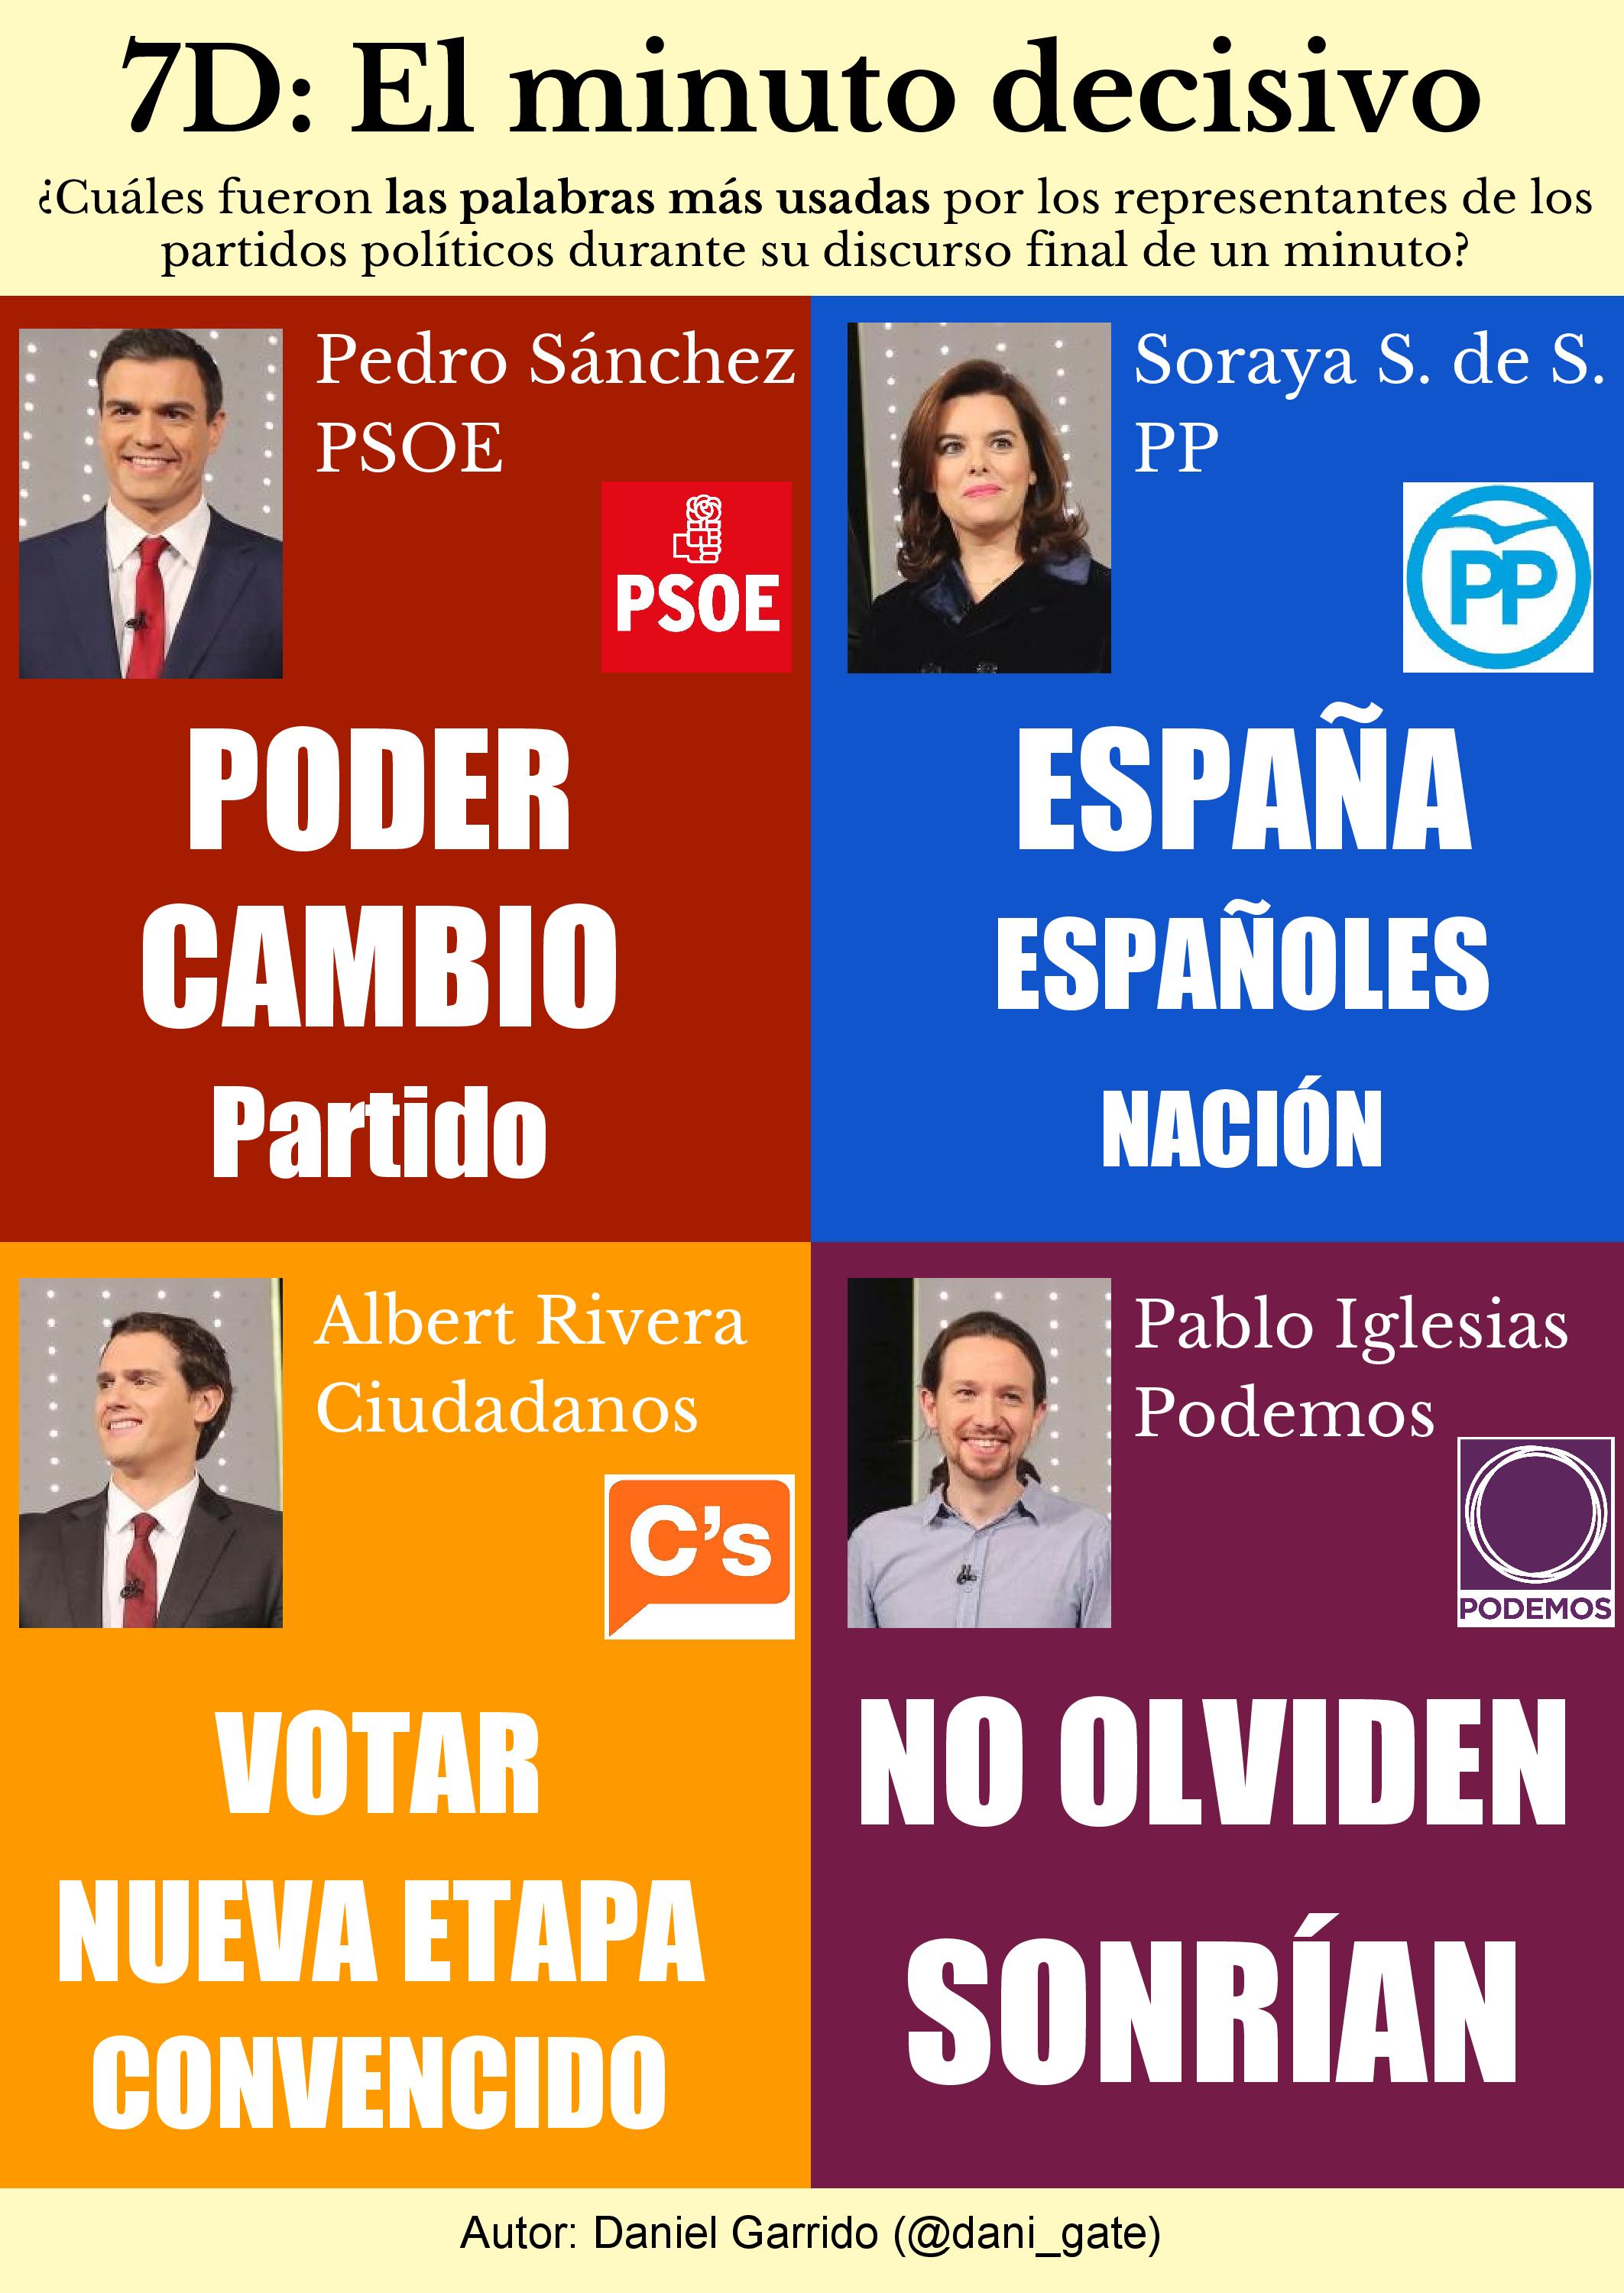 7D: El minuto decisivo
¿Cuáles fueron las palabras más usadas por los representantes de los
partidos políticos durante su discurso final de un minuto?
Pedro Sánchez
PSOE
PSOE
PODER
CAMBIO
Partido
Soraya S. de S.
PP
PP
ESPAÑA
ESPAÑOLES
NACIÓN
Albert Rivera
Ciudadanos
C's
VOTAR
NUEVA ETAPA
CONVENCIDO
Pablo Iglesias
Podemos
PODEMOS
NO OLVIDEN
SONRÍAN
Autor: Daniel Garrido (@dani_gate)